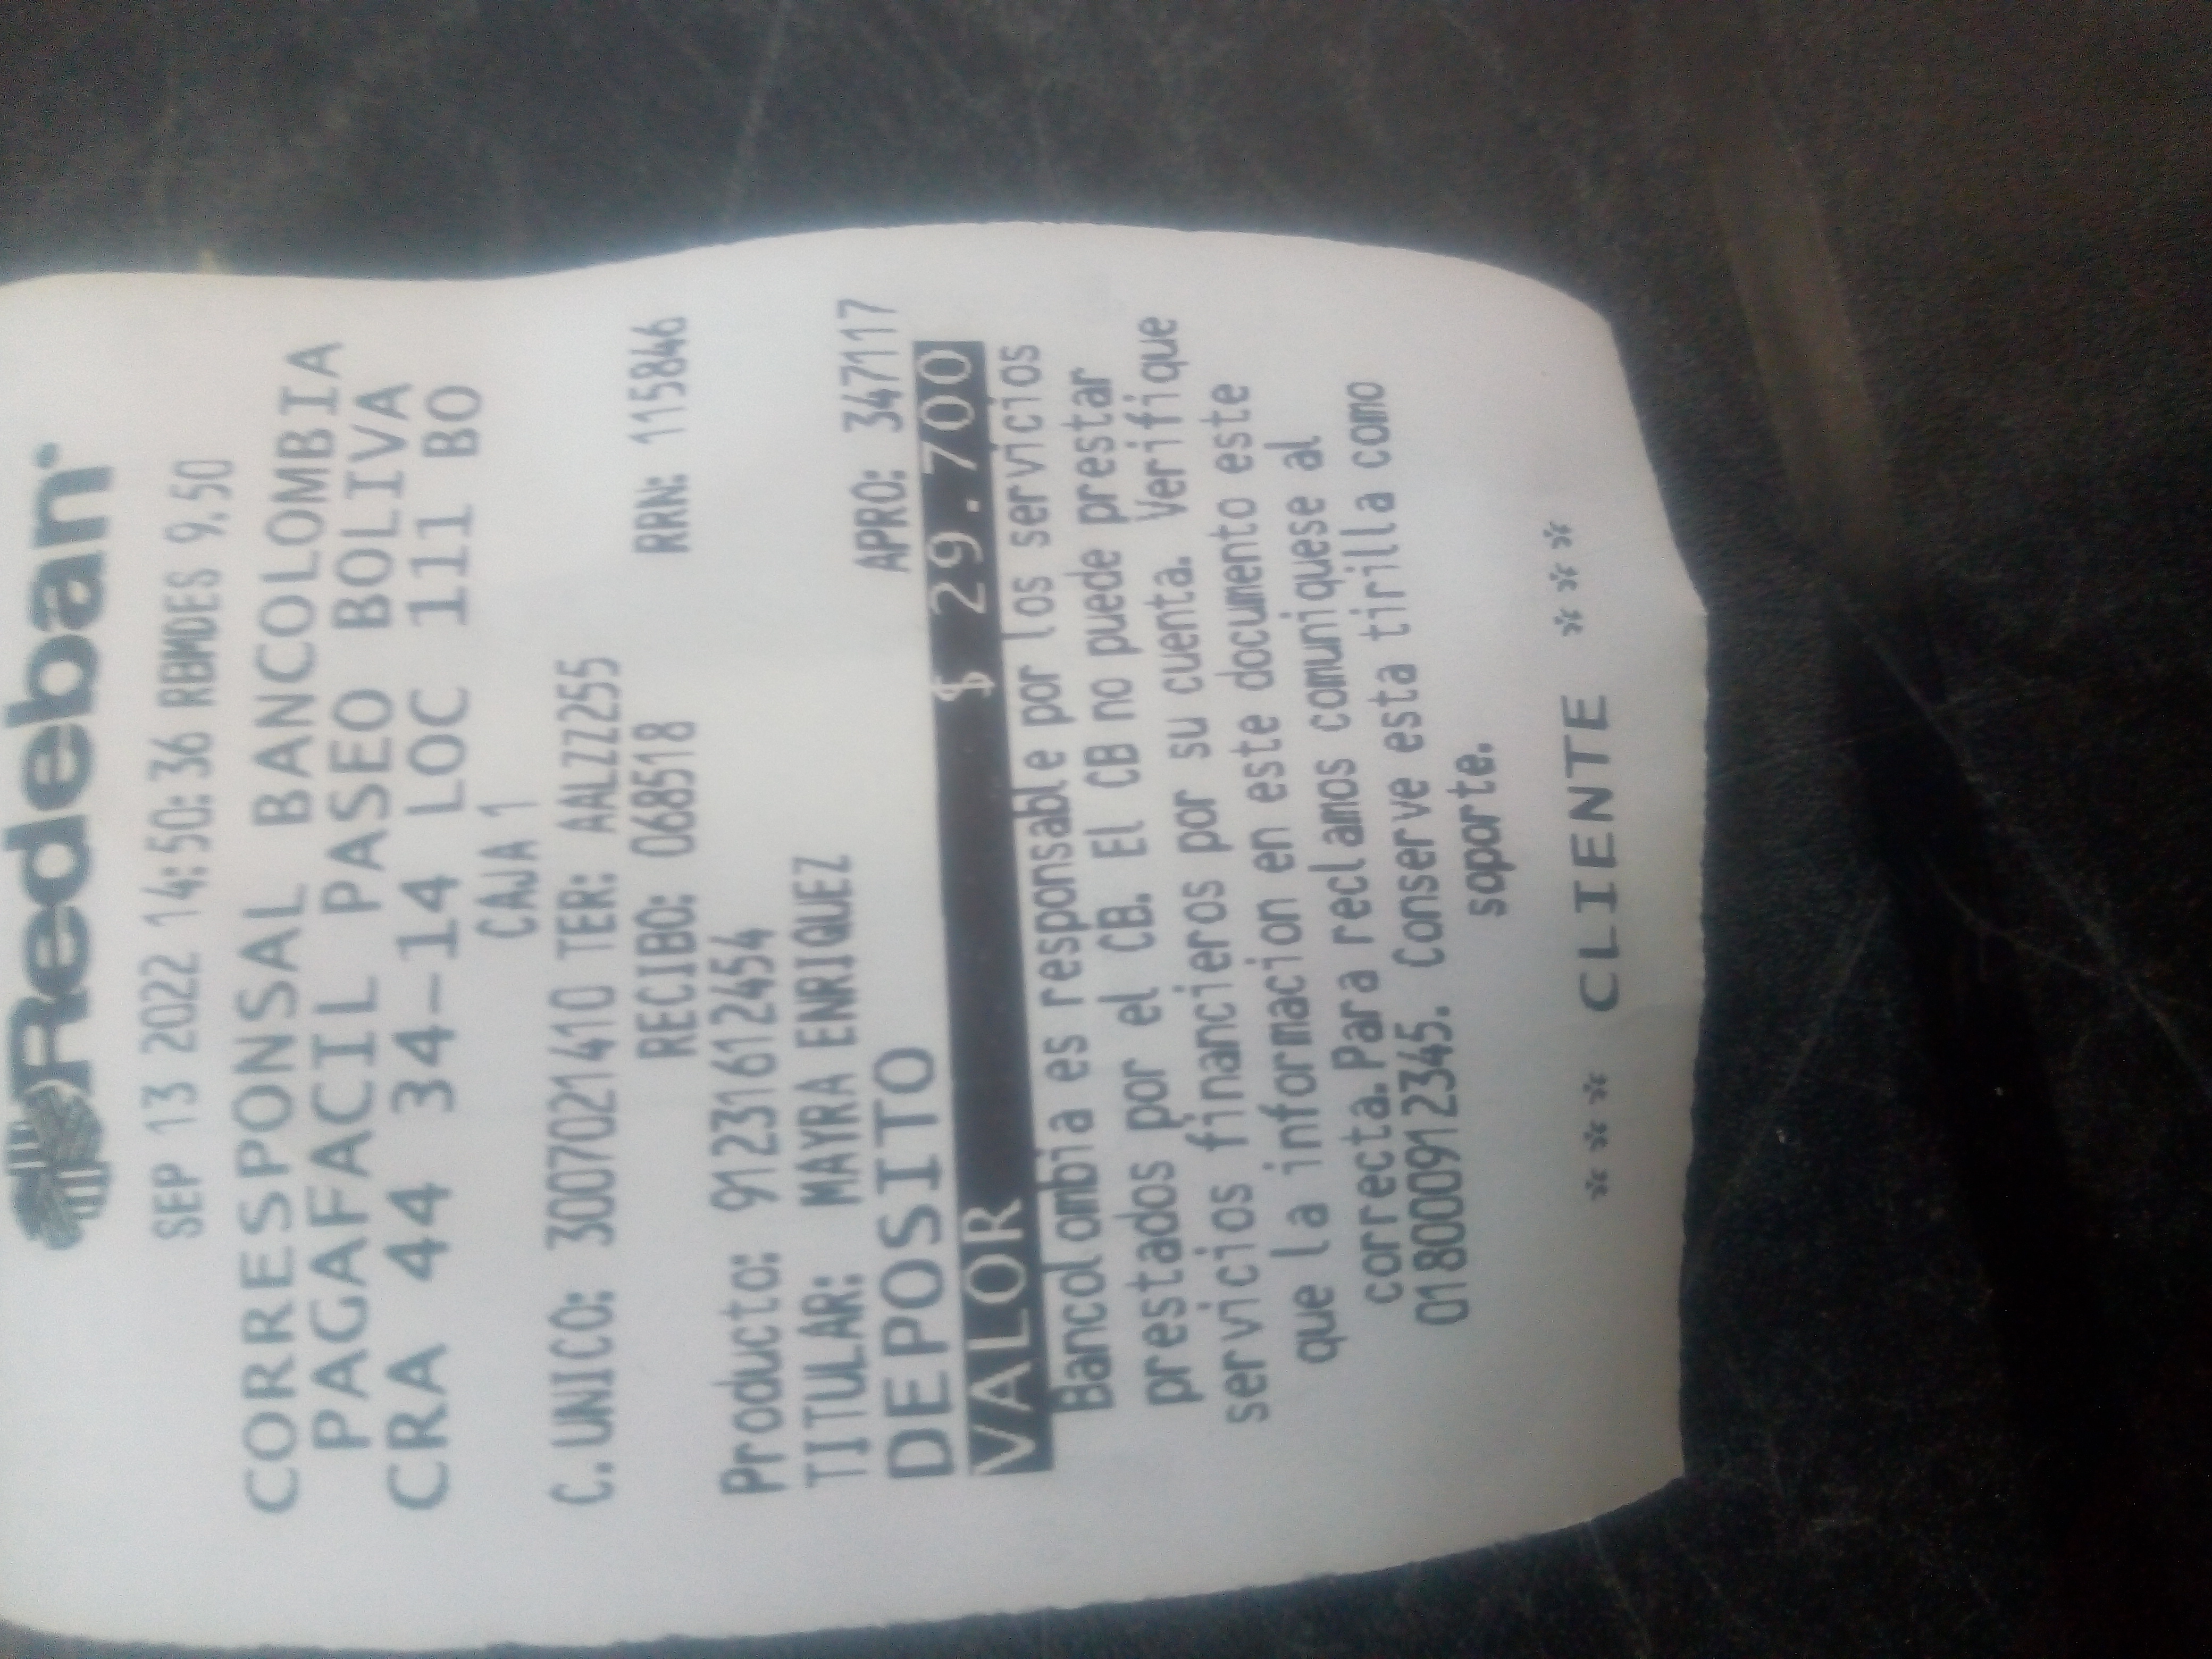 Redeban
SEP 13 2022 14:50:36 RBMDES 9.50
CORRESPONSAL BANCOLOMBIA
PAGAFACIL PASEO BOLIVA
CRA 44 34-14 LOC 111 BO
CAJA 1
C.UNICO: 3007021410 TER: AALZZ255
RECIBO: 068518 RRN: 115846
Producto: 91231612454
TITULAR: MAYRA ENRIQUEZ
DEPOSITO APRO: 347117
VALOR $ 29.700
Bancolombia es responsable por los servicios
prestados por el CB. El CB no puede prestar
servicios financieros por su cuenta. Verifique
que la informacion en este documento este
correcta.Para reclamos comuniquese al
018000912345. Conserve esta tirilla como
soporte.
*** CLIENTE ***